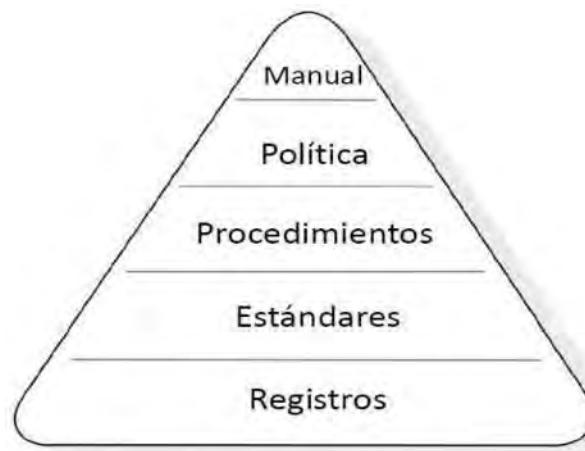 Manual
Política
Procedimientos
Estándares
Registros